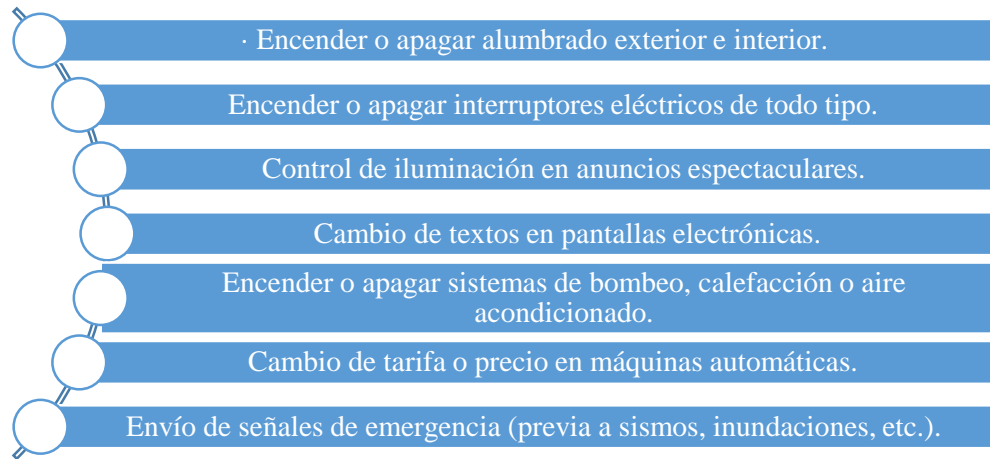 · Encender o apagar alumbrado exterior e interior.
Encender o apagar interruptores eléctricos de todo tipo.
Control de iluminación en anuncios espectaculares.
Cambio de textos en pantallas electrónicas.
Encender o apagar sistemas de bombeo, calefacción o aire
acondicionado.
Cambio de tarifa o precio en máquinas automáticas.
Envío de señales de emergencia (previa a sismos, inundaciones, etc.).